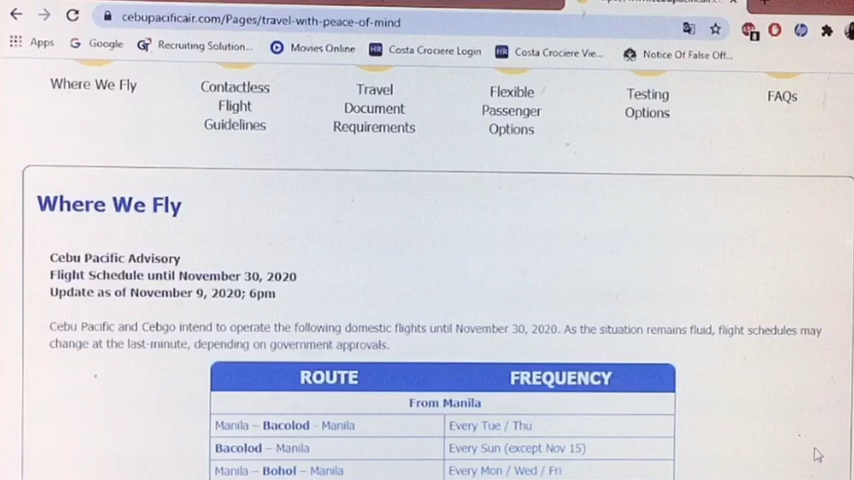 cebupacificair.com/Pages/travel-with-peace-of-mind
Apps Google Recruiting Solution... Movies Online Costa Crociere Login Costa Crociere Vie... Notice Of False Off...
Where We Fly
Contactless
Flight
Guidelines
Travel
Document
Requirements
Flexible
Passenger
Options
Testing
Options
FAQs
Where We Fly
Cebu Pacific Advisory
Flight Schedule until November 30, 2020
Update as of November 9, 2020; 6pm
Cebu Pacific and Cebgo intend to operate the following domestic flights until November 30, 2020. As the situation remains fluid, flight schedules may
change at the last-minute, depending on government approvals.
ROUTE FREQUENCY
From Manila
Manila – Bacolod - Manila Every Tue / Thu
Bacolod – Manila Every Sun (except Nov 15)
Manila – Bohol – Manila Every Mon / Wed / Fri